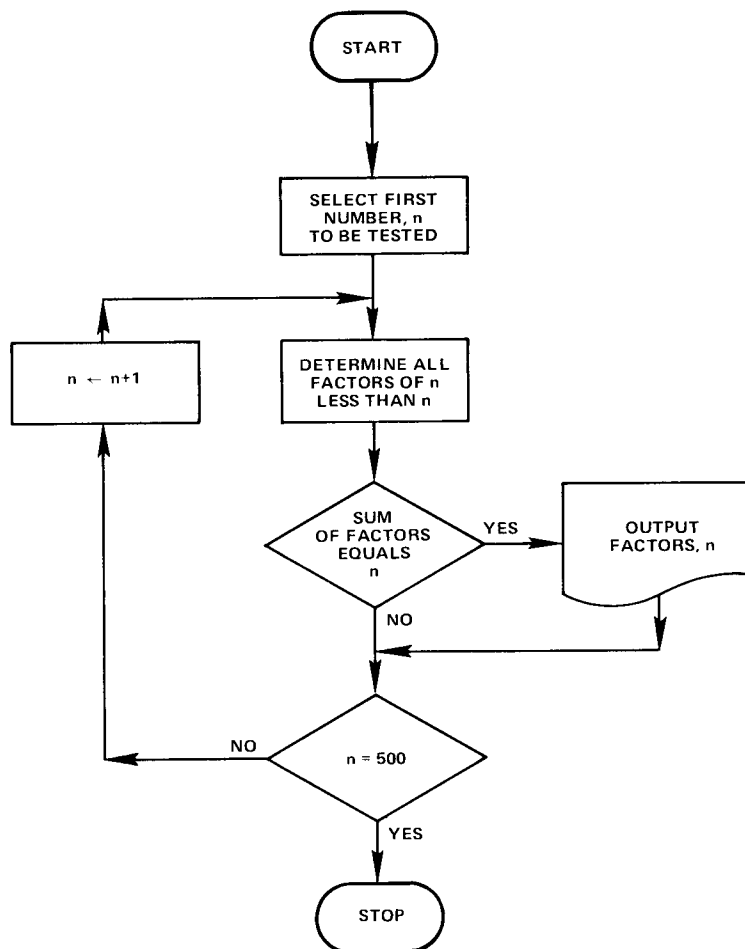 START
SELECT FIRST
NUMBER, n
TO BE TESTED
n ← n+1
DETERMINE ALL
FACTORS OF n
LESS THAN n
SUM
OF FACTORS
EQUALS
n
YES
OUTPUT
FACTORS, n
NO
n = 500
NO
YES
STOP